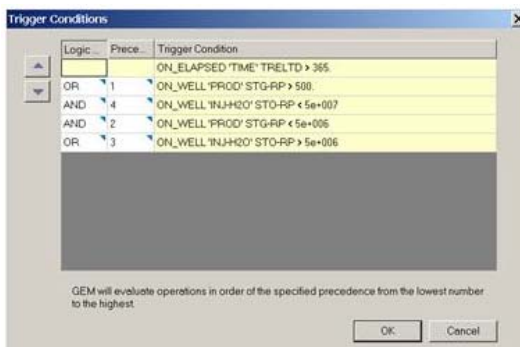 Trigger Conditions
Logic ... Prece... Trigger Condition
ON_ELAPSED 'TIME' TRELTD > 365.
OR 1 ON_WELL 'PROD' STG-RP > 500.
AND 4 ON_WELL 'INJ-H2O' STO-RP < 5e+007
AND 2 ON_WELL 'PROD' STG-RP < 5e+006
OR 3 ON_WELL 'INJ-H2O' STO-RP > 5e+006
GEM will evaluate operations in order of the specified precedence from the lowest number
to the highest.
OK Cancel